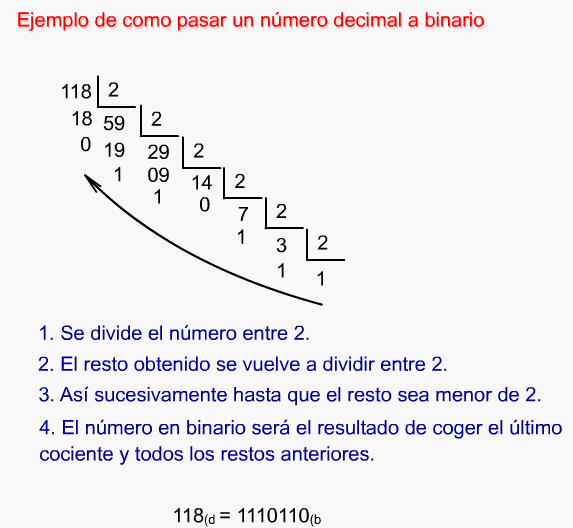 Ejemplo de como pasar un número decimal a binario
118 2
18 59 2
0 19 29 2
1 09 14 2
1 0 7 2
1 3 2
1 1
1. Se divide el número entre 2.
2. El resto obtenido se vuelve a dividir entre 2.
3. Así sucesivamente hasta que el resto sea menor de 2.
4. El número en binario será el resultado de coger el último
cociente y todos los restos anteriores.
118(d = 1110110(b